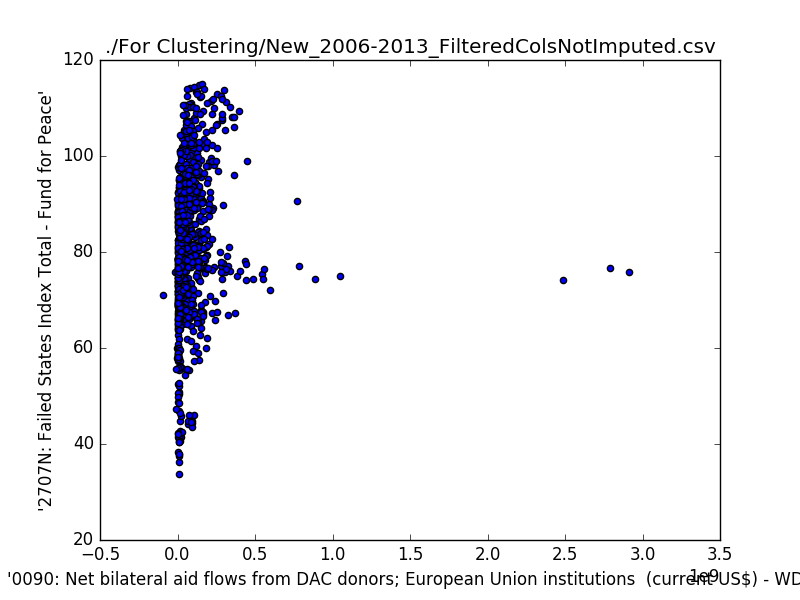 ./For Clustering/New_2006-2013_FilteredColsNotImputed.csv
120
100
80
60
40
20
'2707N: Failed States Index Total - Fund for Peace'
−0.5 0.0 0.5 1.0 1.5 2.0 2.5 3.0 3.5
1e9
'0090: Net bilateral aid flows from DAC donors; European Union institutions (current US$) - WD